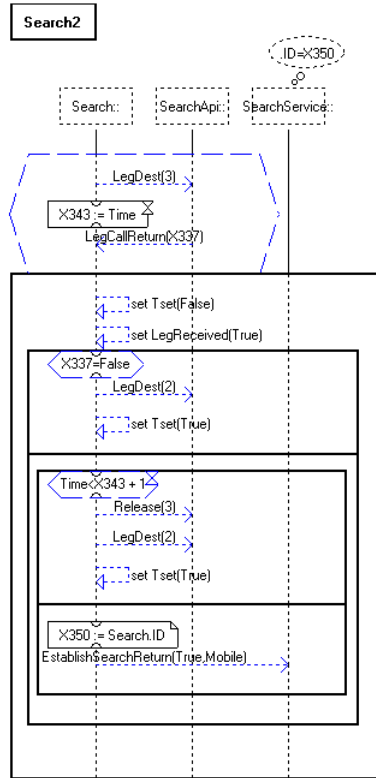 Search2
.ID=X350
Search:: SearchApi:: SearchService::
LegDest(3)
X343 := Time
LegCallReturn(X337)
set Tset(False)
set LegReceived(True)
X337=False
LegDest(2)
set Tset(True)
Time<X343 + 1
Release(3)
LegDest(2)
set Tset(True)
X350 := Search.ID
EstablishSearchReturn(True,Mobile)